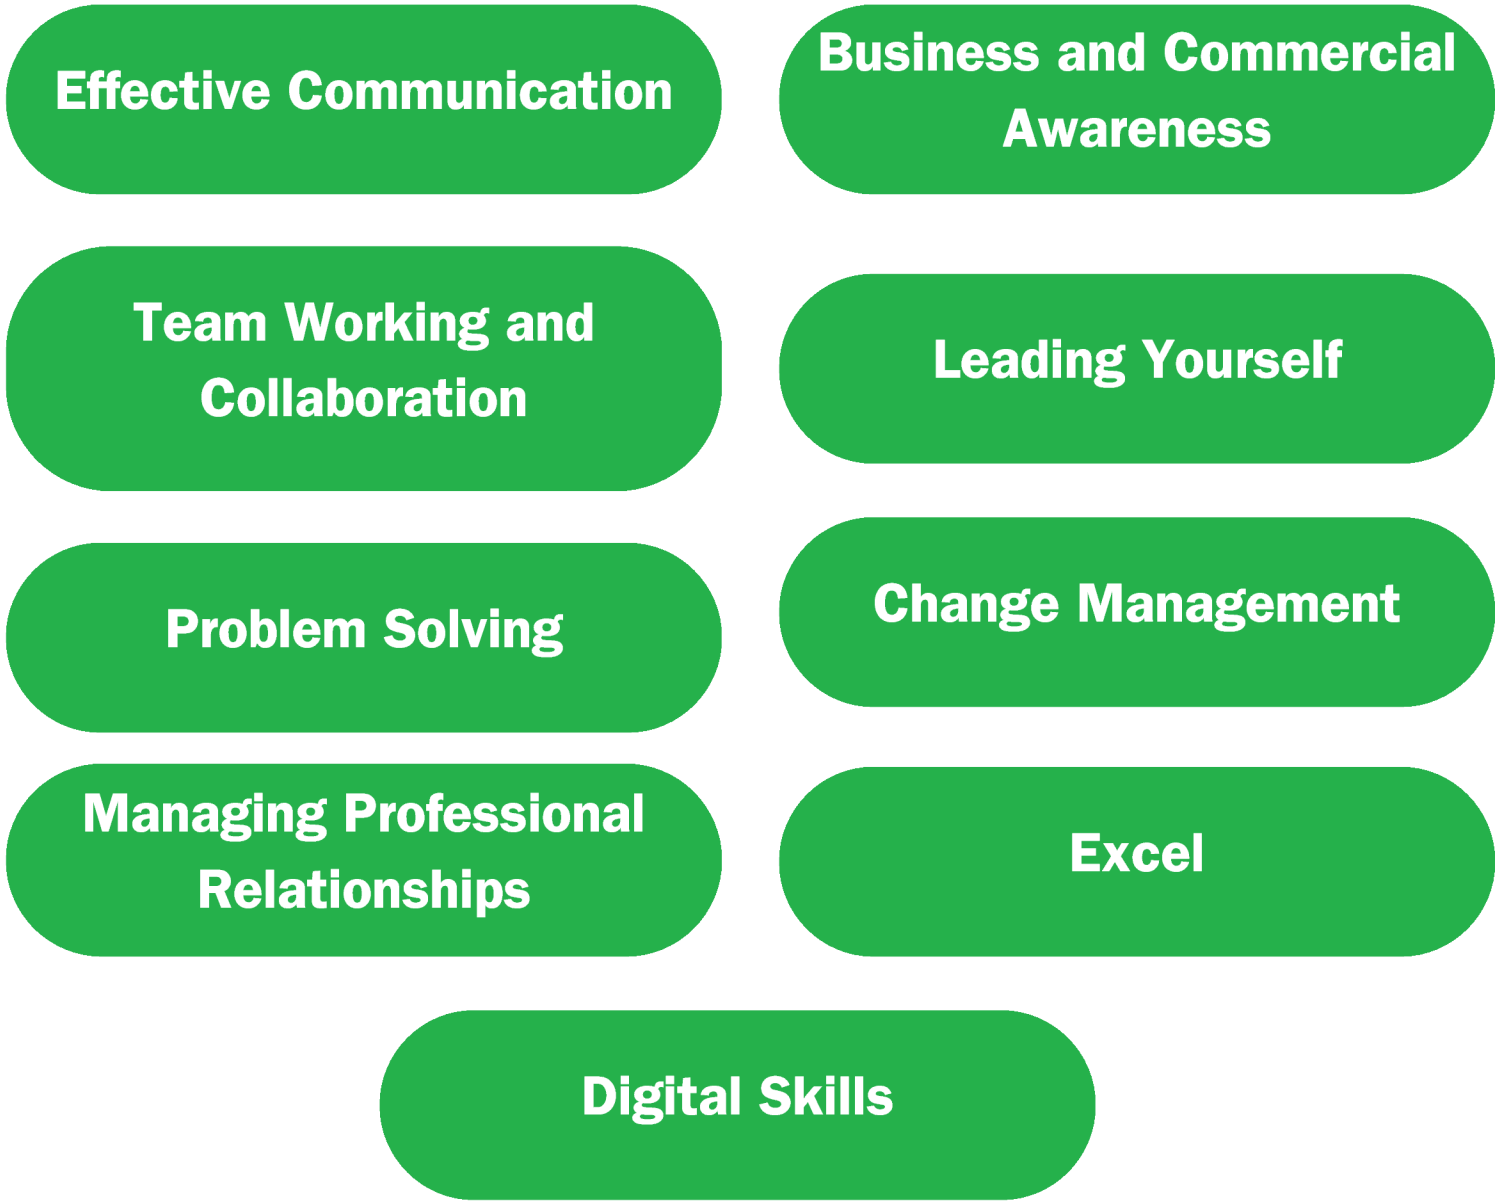 Effective Communication
Business and Commercial
Awareness
Team Working and
Collaboration
Leading Yourself
Problem Solving
Change Management
Managing Professional
Relationships
Excel
Digital Skills